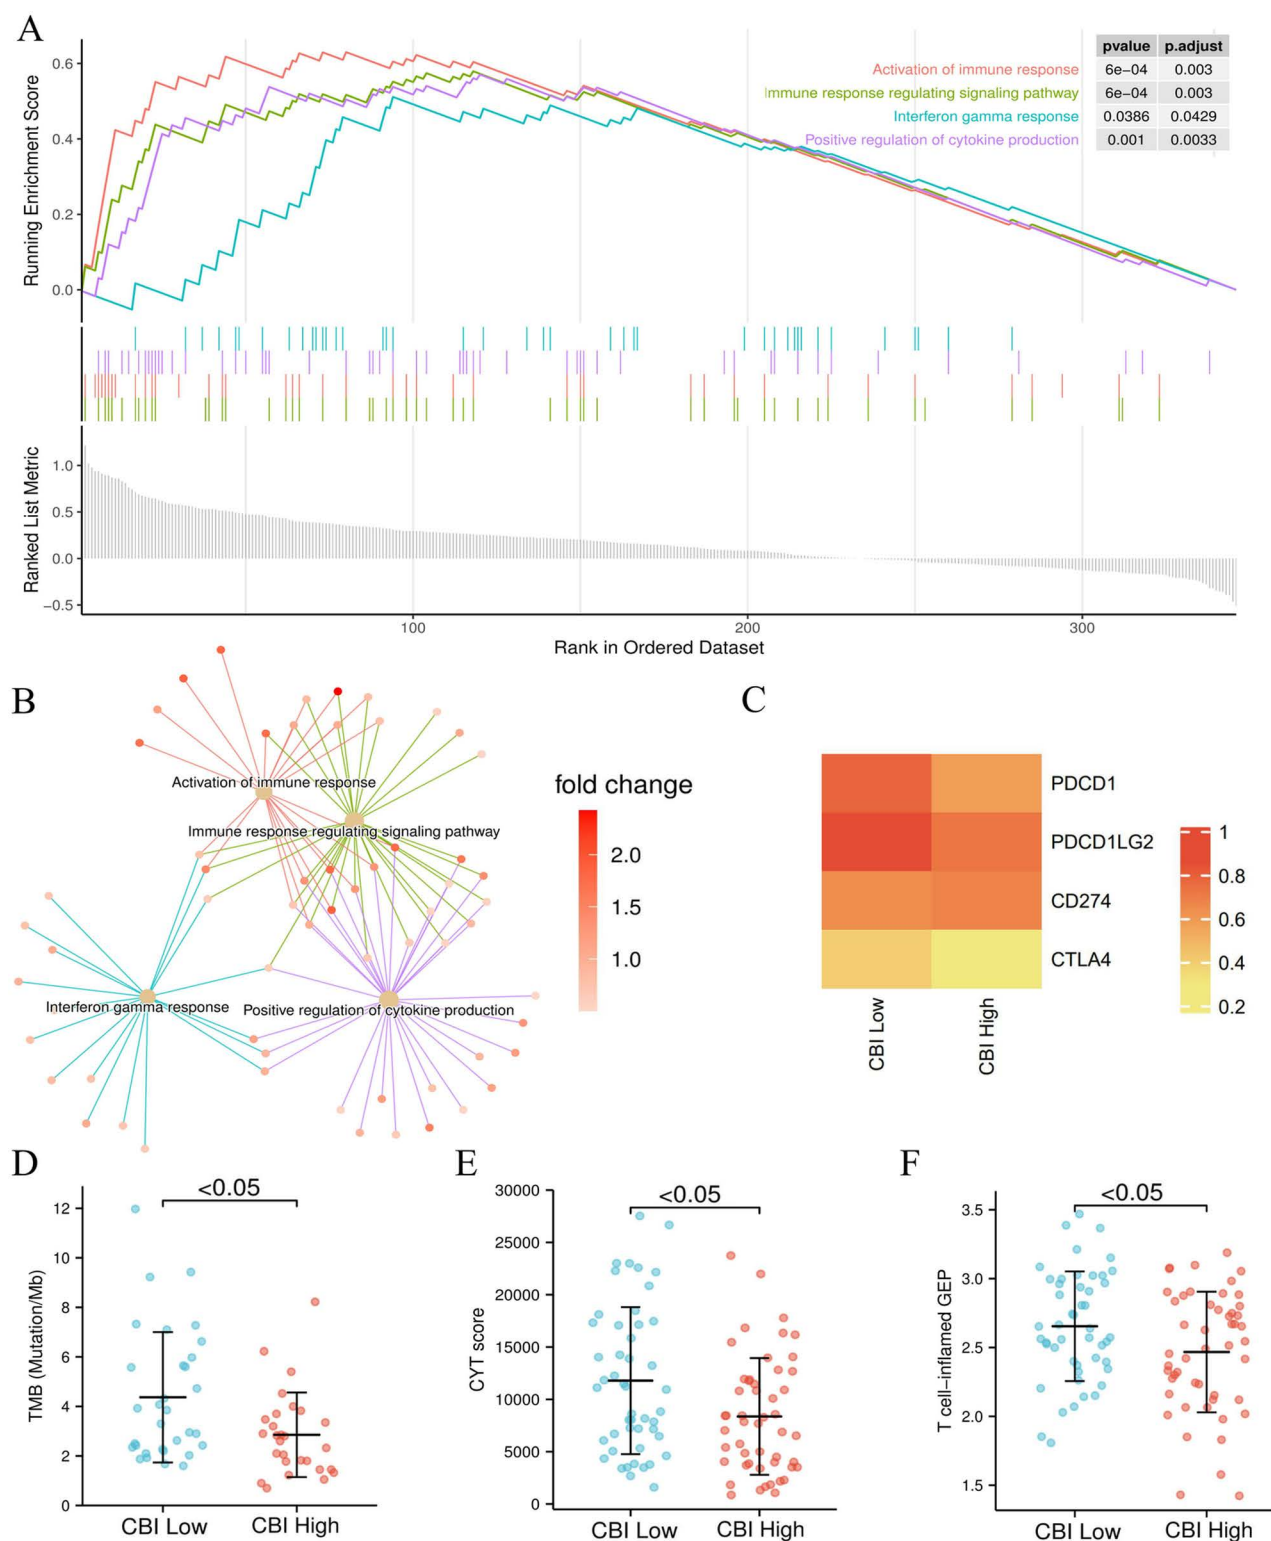 A
pvalue p.adjust
Activation of immune response 6e−04 0.003
Immune response regulating signaling pathway 6e−04 0.003
Interferon gamma response 0.0386 0.0429
Positive regulation of cytokine production 0.001 0.0033
Running Enrichment Score
0.6
0.4
0.2
0.0
Ranked List Metric
1.0
0.5
0.0
−0.5
100 200 300
Rank in Ordered Dataset
B
Activation of immune response
Immune response regulating signaling pathway
Interferon gamma response
Positive regulation of cytokine production
fold change
2.0
1.5
1.0
C
PDCD1
PDCD1LG2
CD274
CTLA4
CBI Low
CBI High
1
0.8
0.6
0.4
0.2
D
<0.05
TMB (Mutation/Mb)
12
10
8
6
4
2
0
CBI Low CBI High
E
<0.05
CYT score
30000
25000
20000
15000
10000
5000
0
CBI Low CBI High
F
<0.05
T cell−inflamed GEP
3.5
3.0
2.5
2.0
1.5
CBI Low CBI High